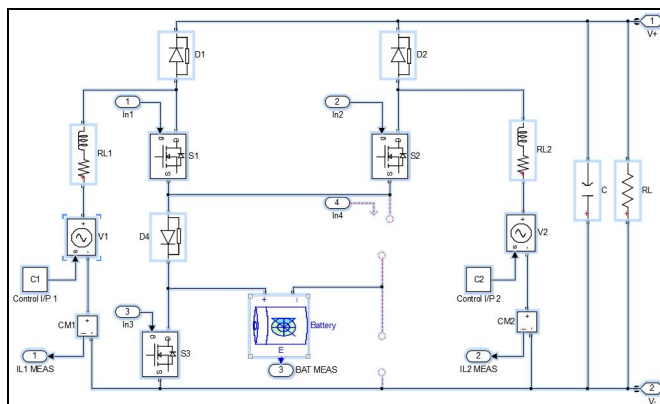 1
V+
D1
D2
1
In1
2
In2
g
D
S
S1
g
D
S
S2
RL1
RL2
C
RL
4
In4
V1
s
D4
V2
s
C1
Control I/P 1
C2
Control I/P 2
3
In3
g
D
S
S3
+ -
Battery
E
CM1
CM2
1
IL1 MEAS
3
BAT MEAS
2
IL2 MEAS
2
V-